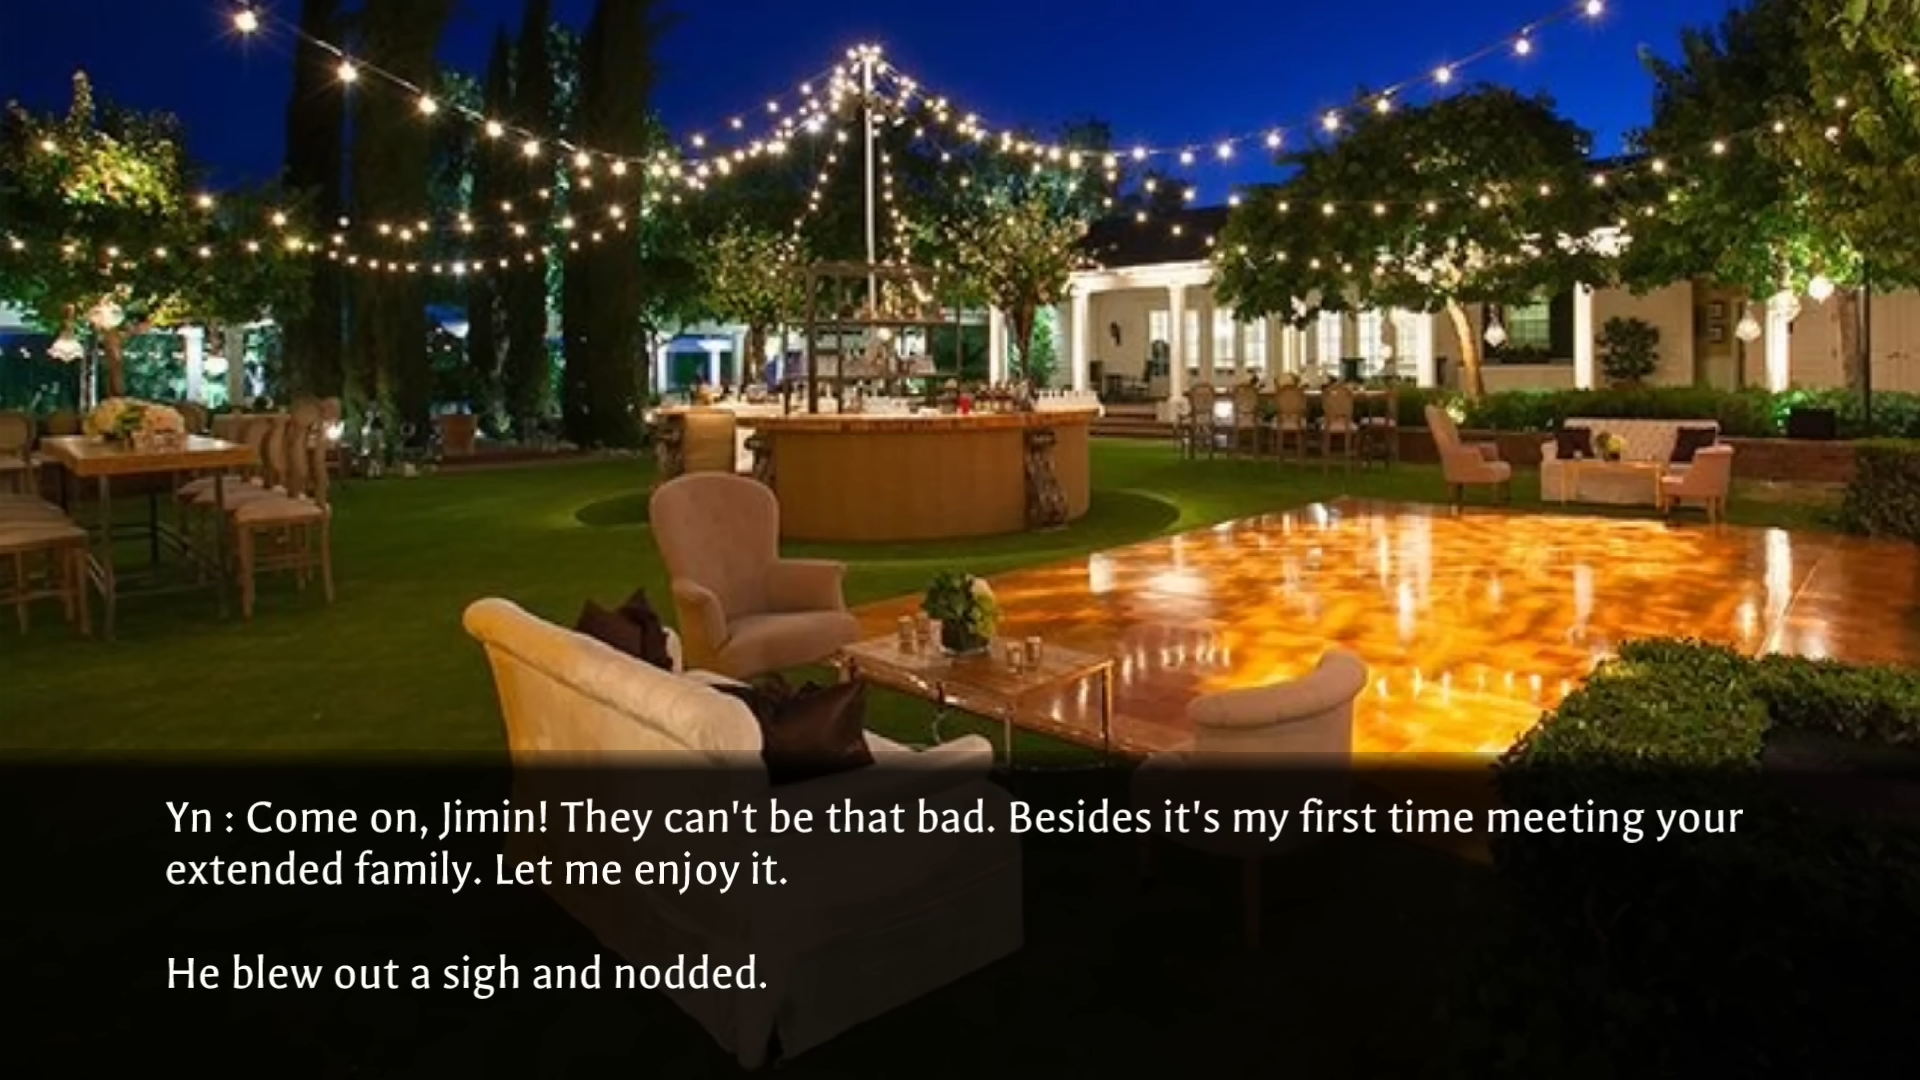 Yn : Come on, Jimin! They can't be that bad. Besides it's my first time meeting your
extended family. Let me enjoy it.
He blew out a sigh and nodded.